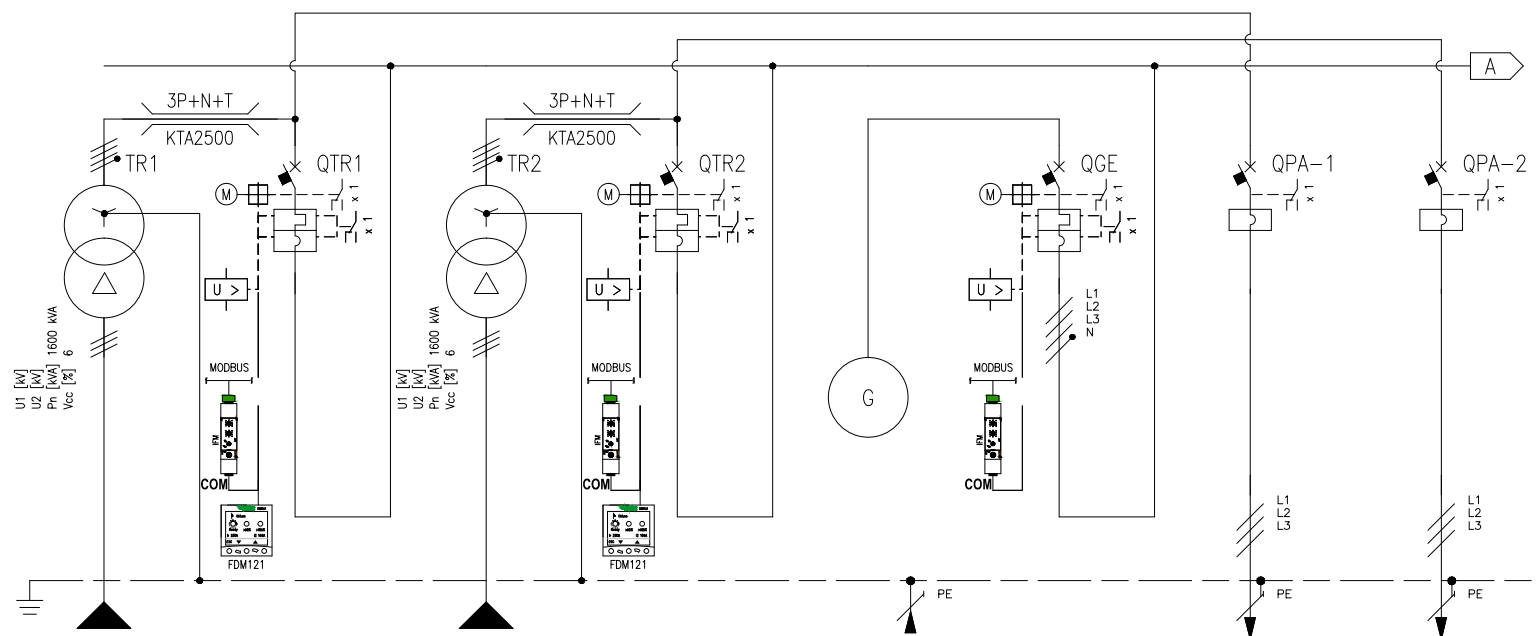 A
3P+N+T
KTA2500
TR1
QTR1
M
x 1
x 1
U >
U1 [kV]
U2 [kV]
Pn [kVA] 1600 kVA
Vcc [%] 6
MODBUS
IFM
COM
FDM121
3P+N+T
KTA2500
TR2
QTR2
M
x 1
x 1
U >
U1 [kV]
U2 [kV]
Pn [kVA] 1600 kVA
Vcc [%] 6
MODBUS
IFM
COM
FDM121
G
QGE
M
x 1
x 1
U >
L1
L2
L3
N
MODBUS
IFM
COM
PE
QPA-1
x 1
L1
L2
L3
PE
QPA-2
x 1
L1
L2
L3
PE